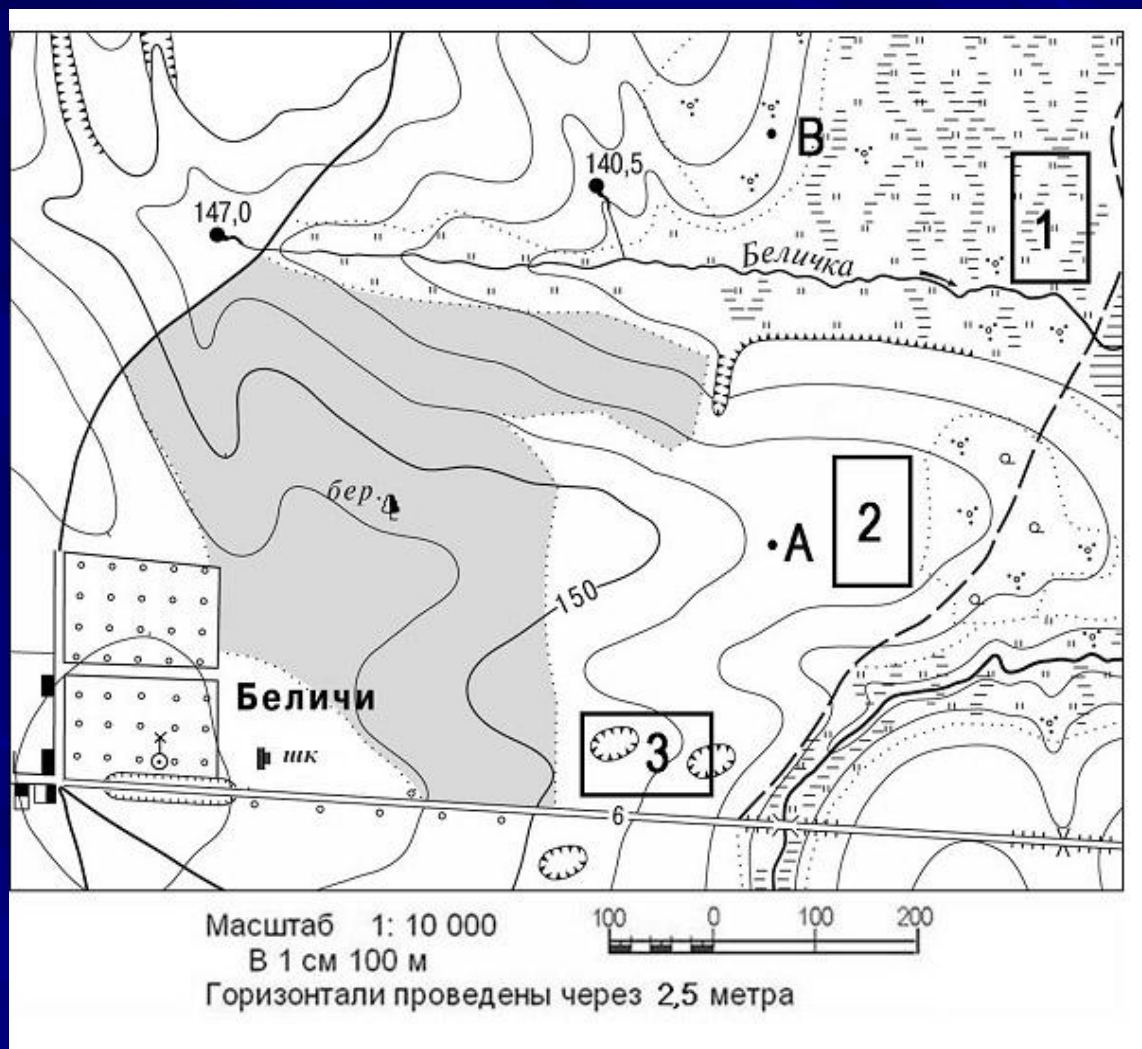 В
140,5
147,0
1
Беличка
бер.
2
А
150
Беличи
шк
3
6
Масштаб 1: 10 000
В 1 см 100 м
100 0 100 200
Горизонтали проведены через 2,5 метра